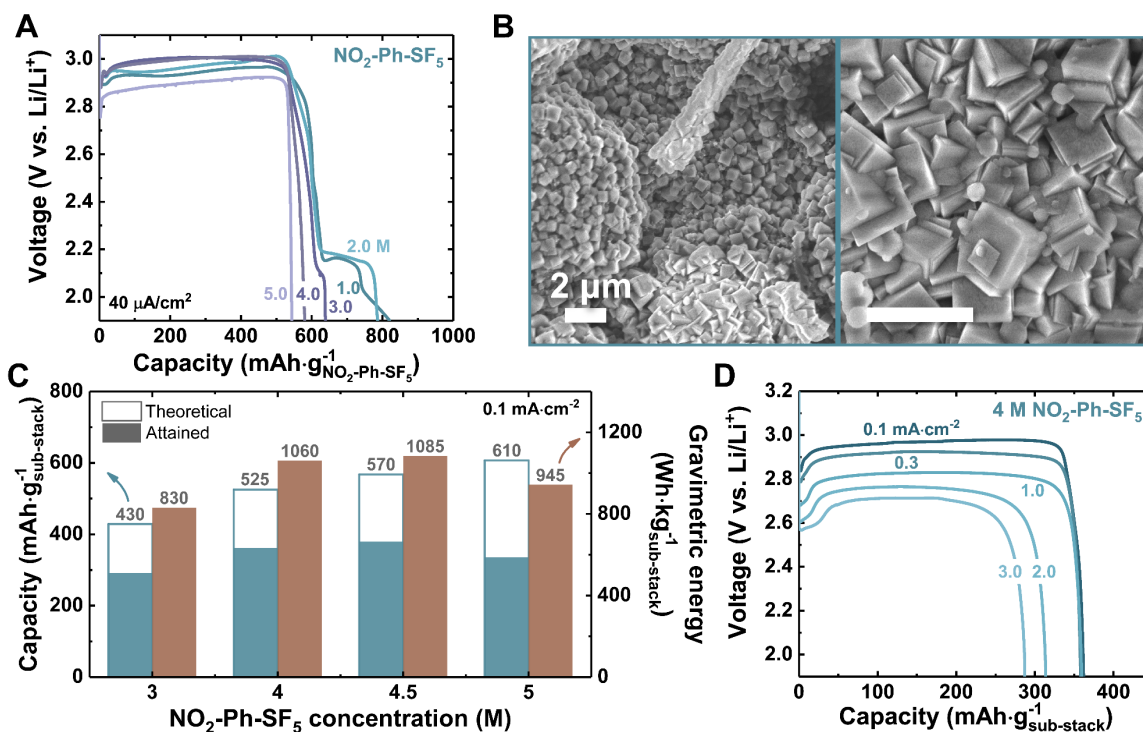 A
NO₂-Ph-SF₅
Voltage (V vs. Li/Li⁺)
3.0
2.8
2.6
2.4
2.2
2.0
2.0 M
1.0
5.0
4.0
3.0
40 μA/cm²
0 200 400 600 800 1000
Capacity (mAh·g⁻¹NO₂-Ph-SF₅)
B
2 μm
C
Theoretical
Attained
0.1 mA·cm⁻²
Capacity (mAh·g⁻¹sub-stack)
800
600
400
200
0
430 830
525 1060
570 1085
610 945
1200
800
400
0
Gravimetric energy
(Wh·kg⁻¹sub-stack)
3 4 4.5 5
NO₂-Ph-SF₅ concentration (M)
D
4 M NO₂-Ph-SF₅
Voltage (V vs. Li/Li⁺)
3.2
3.0
2.8
2.6
2.4
2.2
2.0
0.1 mA·cm⁻²
0.3
1.0
3.0 2.0
0 100 200 300 400
Capacity (mAh·g⁻¹sub-stack)